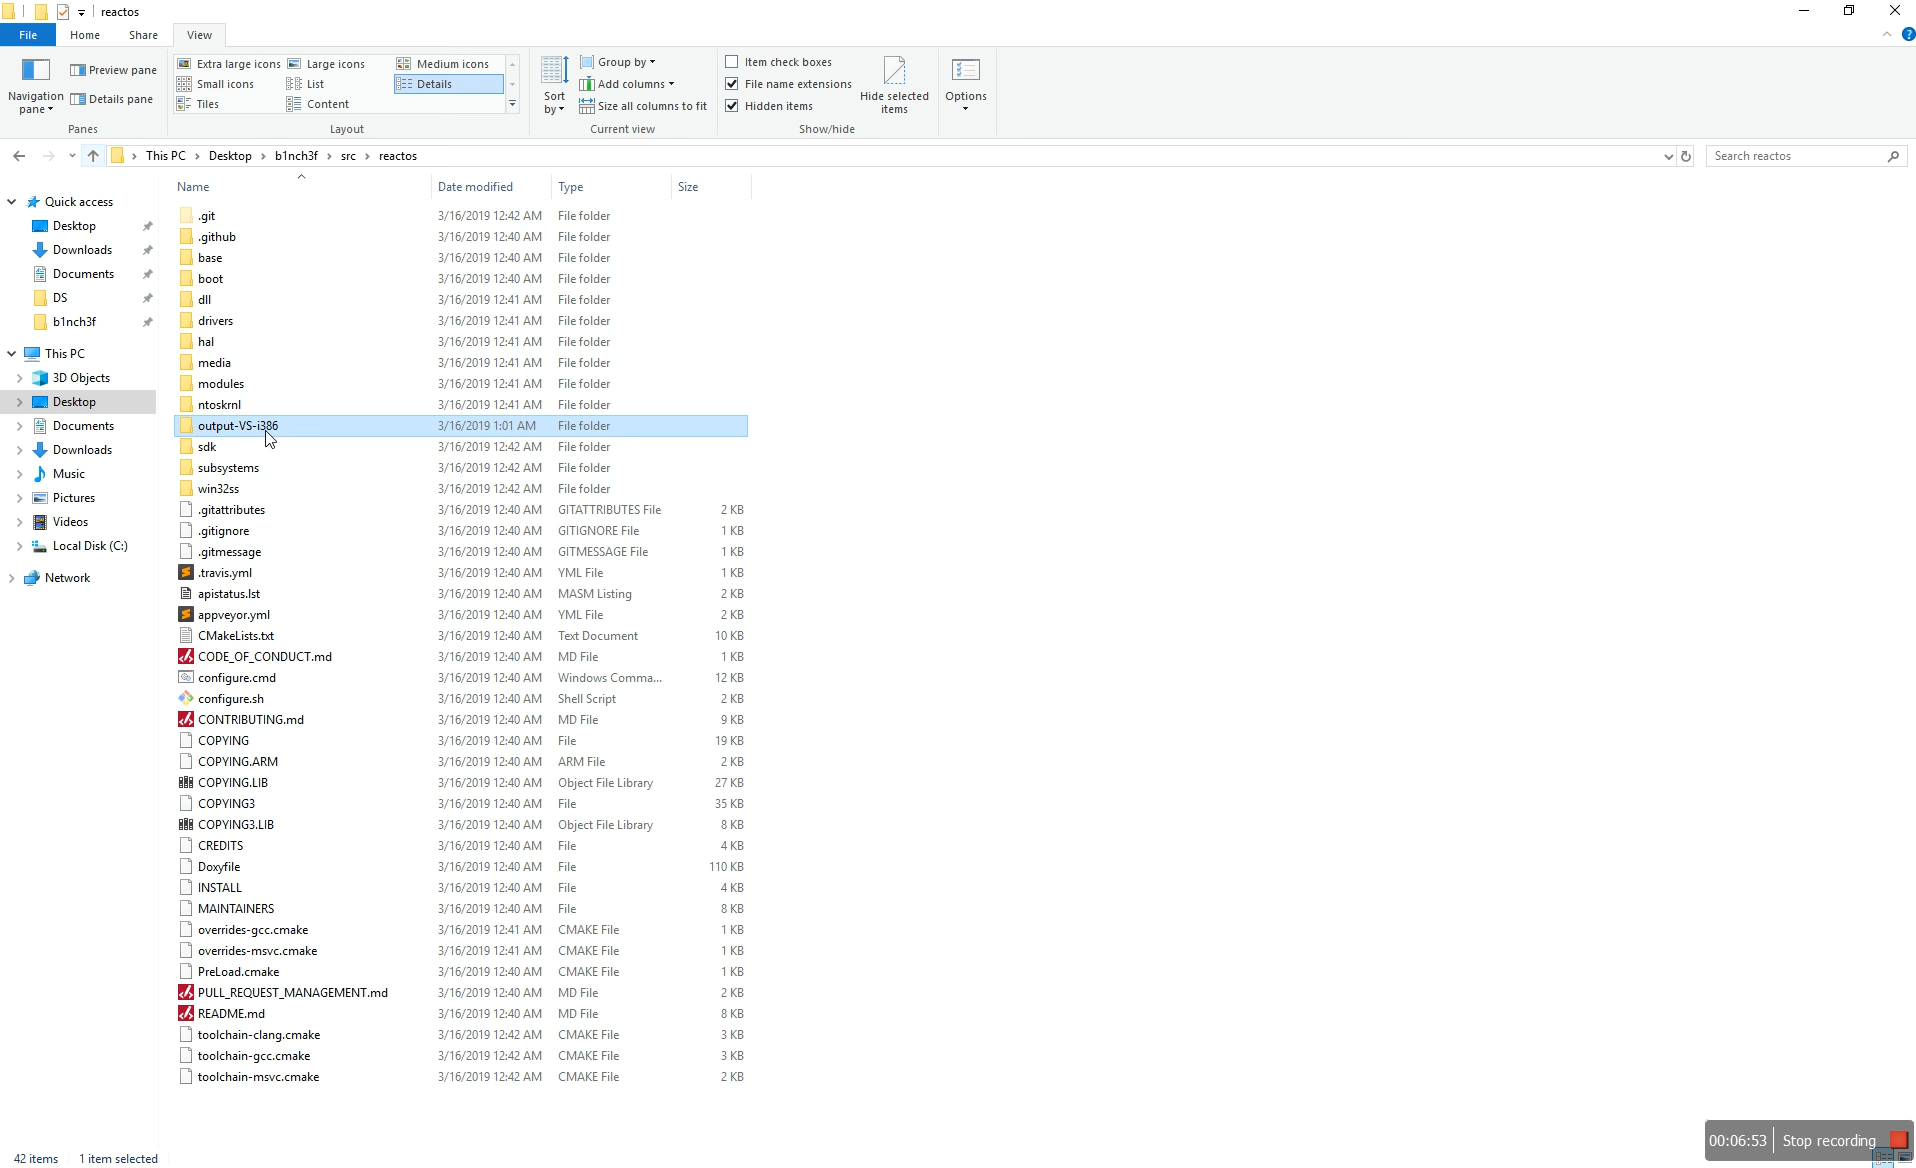 reactos
File Home Share View
Navigation pane Preview pane Details pane Panes
Extra large icons Large icons Medium icons
Small icons List Details
Tiles Content
Layout
Sort by Group by Add columns Size all columns to fit Current view
Item check boxes
File name extensions
Hidden items
Hide selected items
Show/hide
Options
This PC › Desktop › b1nch3f › src › reactos
Search reactos
Quick access
Desktop
Downloads
Documents
DS
b1nch3f
This PC
3D Objects
Desktop
Documents
Downloads
Music
Pictures
Videos
Local Disk (C:)
Network
Name Date modified Type Size
.git 3/16/2019 12:42 AM File folder
.github 3/16/2019 12:40 AM File folder
base 3/16/2019 12:40 AM File folder
boot 3/16/2019 12:40 AM File folder
dll 3/16/2019 12:41 AM File folder
drivers 3/16/2019 12:41 AM File folder
hal 3/16/2019 12:41 AM File folder
media 3/16/2019 12:41 AM File folder
modules 3/16/2019 12:41 AM File folder
ntoskrnl 3/16/2019 12:41 AM File folder
output-VS-i386 3/16/2019 1:01 AM File folder
sdk 3/16/2019 12:42 AM File folder
subsystems 3/16/2019 12:42 AM File folder
win32ss 3/16/2019 12:42 AM File folder
.gitattributes 3/16/2019 12:40 AM GITATTRIBUTES File 2 KB
.gitignore 3/16/2019 12:40 AM GITIGNORE File 1 KB
.gitmessage 3/16/2019 12:40 AM GITMESSAGE File 1 KB
.travis.yml 3/16/2019 12:40 AM YML File 1 KB
apistatus.lst 3/16/2019 12:40 AM MASM Listing 2 KB
appveyor.yml 3/16/2019 12:40 AM YML File 2 KB
CMakeLists.txt 3/16/2019 12:40 AM Text Document 10 KB
CODE_OF_CONDUCT.md 3/16/2019 12:40 AM MD File 1 KB
configure.cmd 3/16/2019 12:40 AM Windows Comma... 12 KB
configure.sh 3/16/2019 12:40 AM Shell Script 2 KB
CONTRIBUTING.md 3/16/2019 12:40 AM MD File 9 KB
COPYING 3/16/2019 12:40 AM File 19 KB
COPYING.ARM 3/16/2019 12:40 AM ARM File 2 KB
COPYING.LIB 3/16/2019 12:40 AM Object File Library 27 KB
COPYING3 3/16/2019 12:40 AM File 35 KB
COPYING3.LIB 3/16/2019 12:40 AM Object File Library 8 KB
CREDITS 3/16/2019 12:40 AM File 4 KB
Doxyfile 3/16/2019 12:40 AM File 110 KB
INSTALL 3/16/2019 12:40 AM File 4 KB
MAINTAINERS 3/16/2019 12:40 AM File 8 KB
overrides-gcc.cmake 3/16/2019 12:41 AM CMAKE File 1 KB
overrides-msvc.cmake 3/16/2019 12:41 AM CMAKE File 1 KB
PreLoad.cmake 3/16/2019 12:40 AM CMAKE File 1 KB
PULL_REQUEST_MANAGEMENT.md 3/16/2019 12:40 AM MD File 2 KB
README.md 3/16/2019 12:40 AM MD File 8 KB
toolchain-clang.cmake 3/16/2019 12:42 AM CMAKE File 3 KB
toolchain-gcc.cmake 3/16/2019 12:42 AM CMAKE File 3 KB
toolchain-msvc.cmake 3/16/2019 12:42 AM CMAKE File 2 KB
00:06:53 Stop recording
42 items 1 item selected